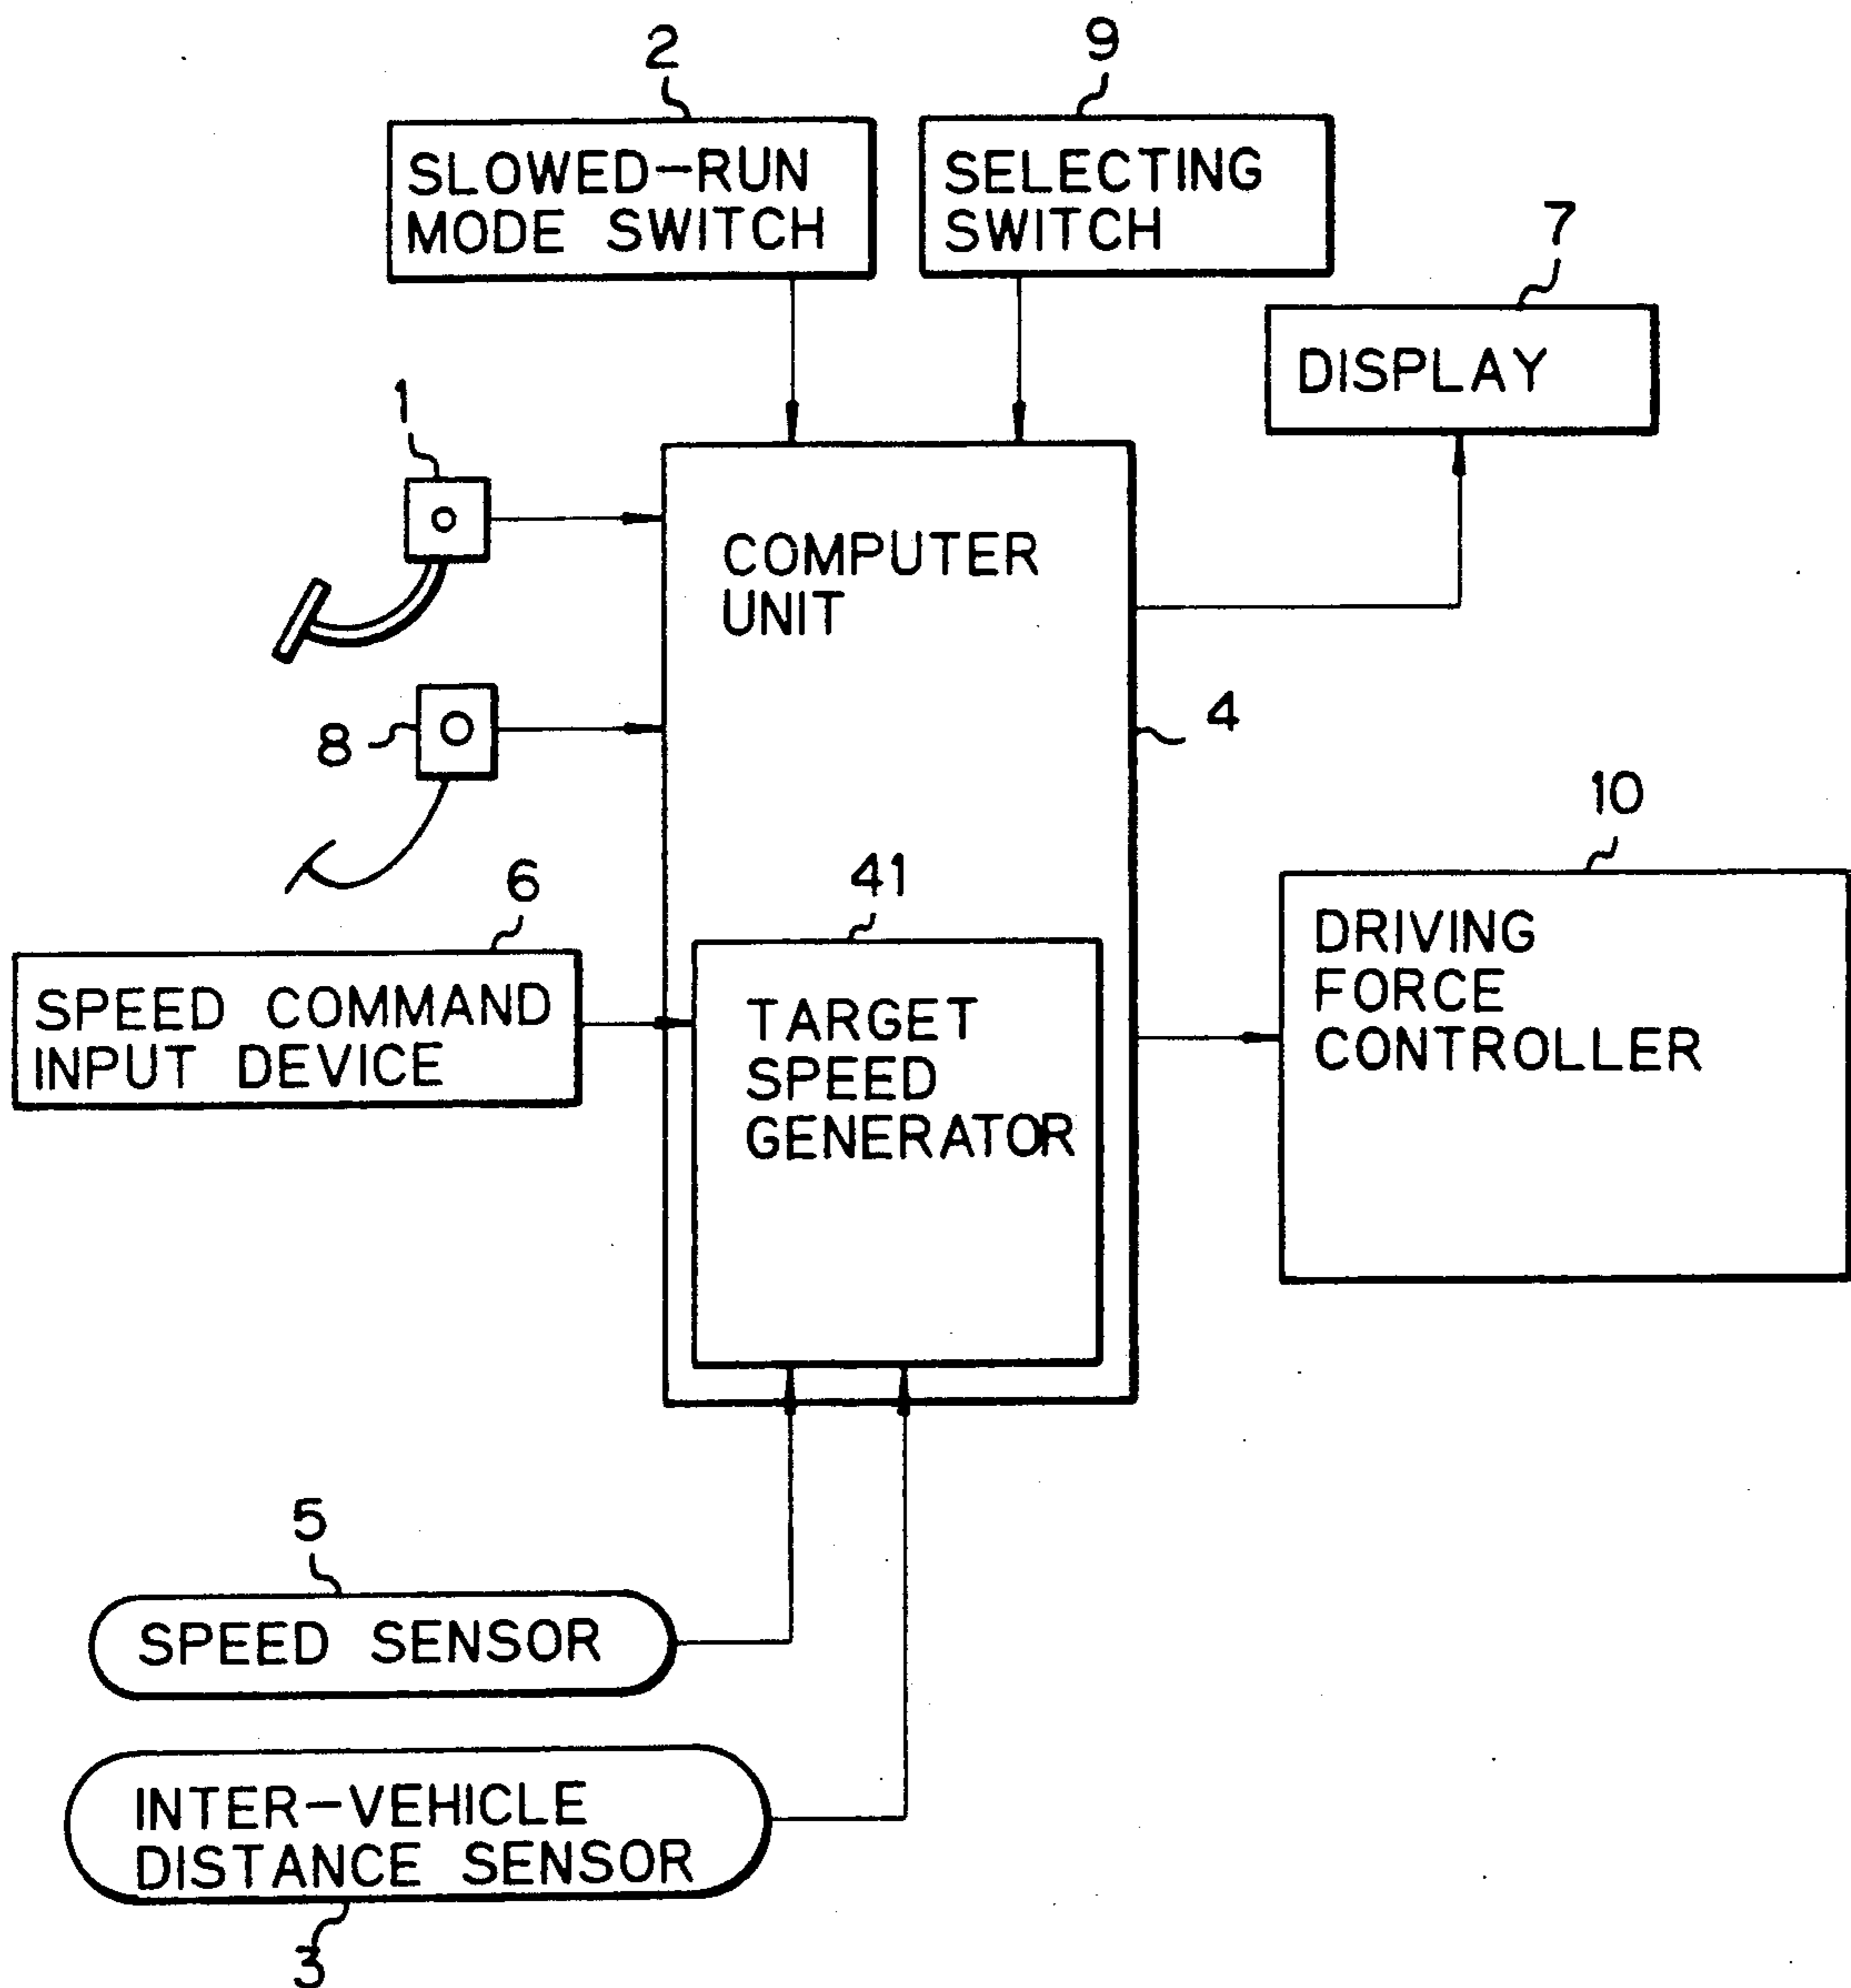 2
9
SLOWED-RUN
MODE SWITCH
SELECTING
SWITCH
7
DISPLAY
1
COMPUTER
UNIT
8
4
10
6
41
SPEED COMMAND
INPUT DEVICE
TARGET
SPEED
GENERATOR
DRIVING
FORCE
CONTROLLER
5
SPEED SENSOR
INTER-VEHICLE
DISTANCE SENSOR
3